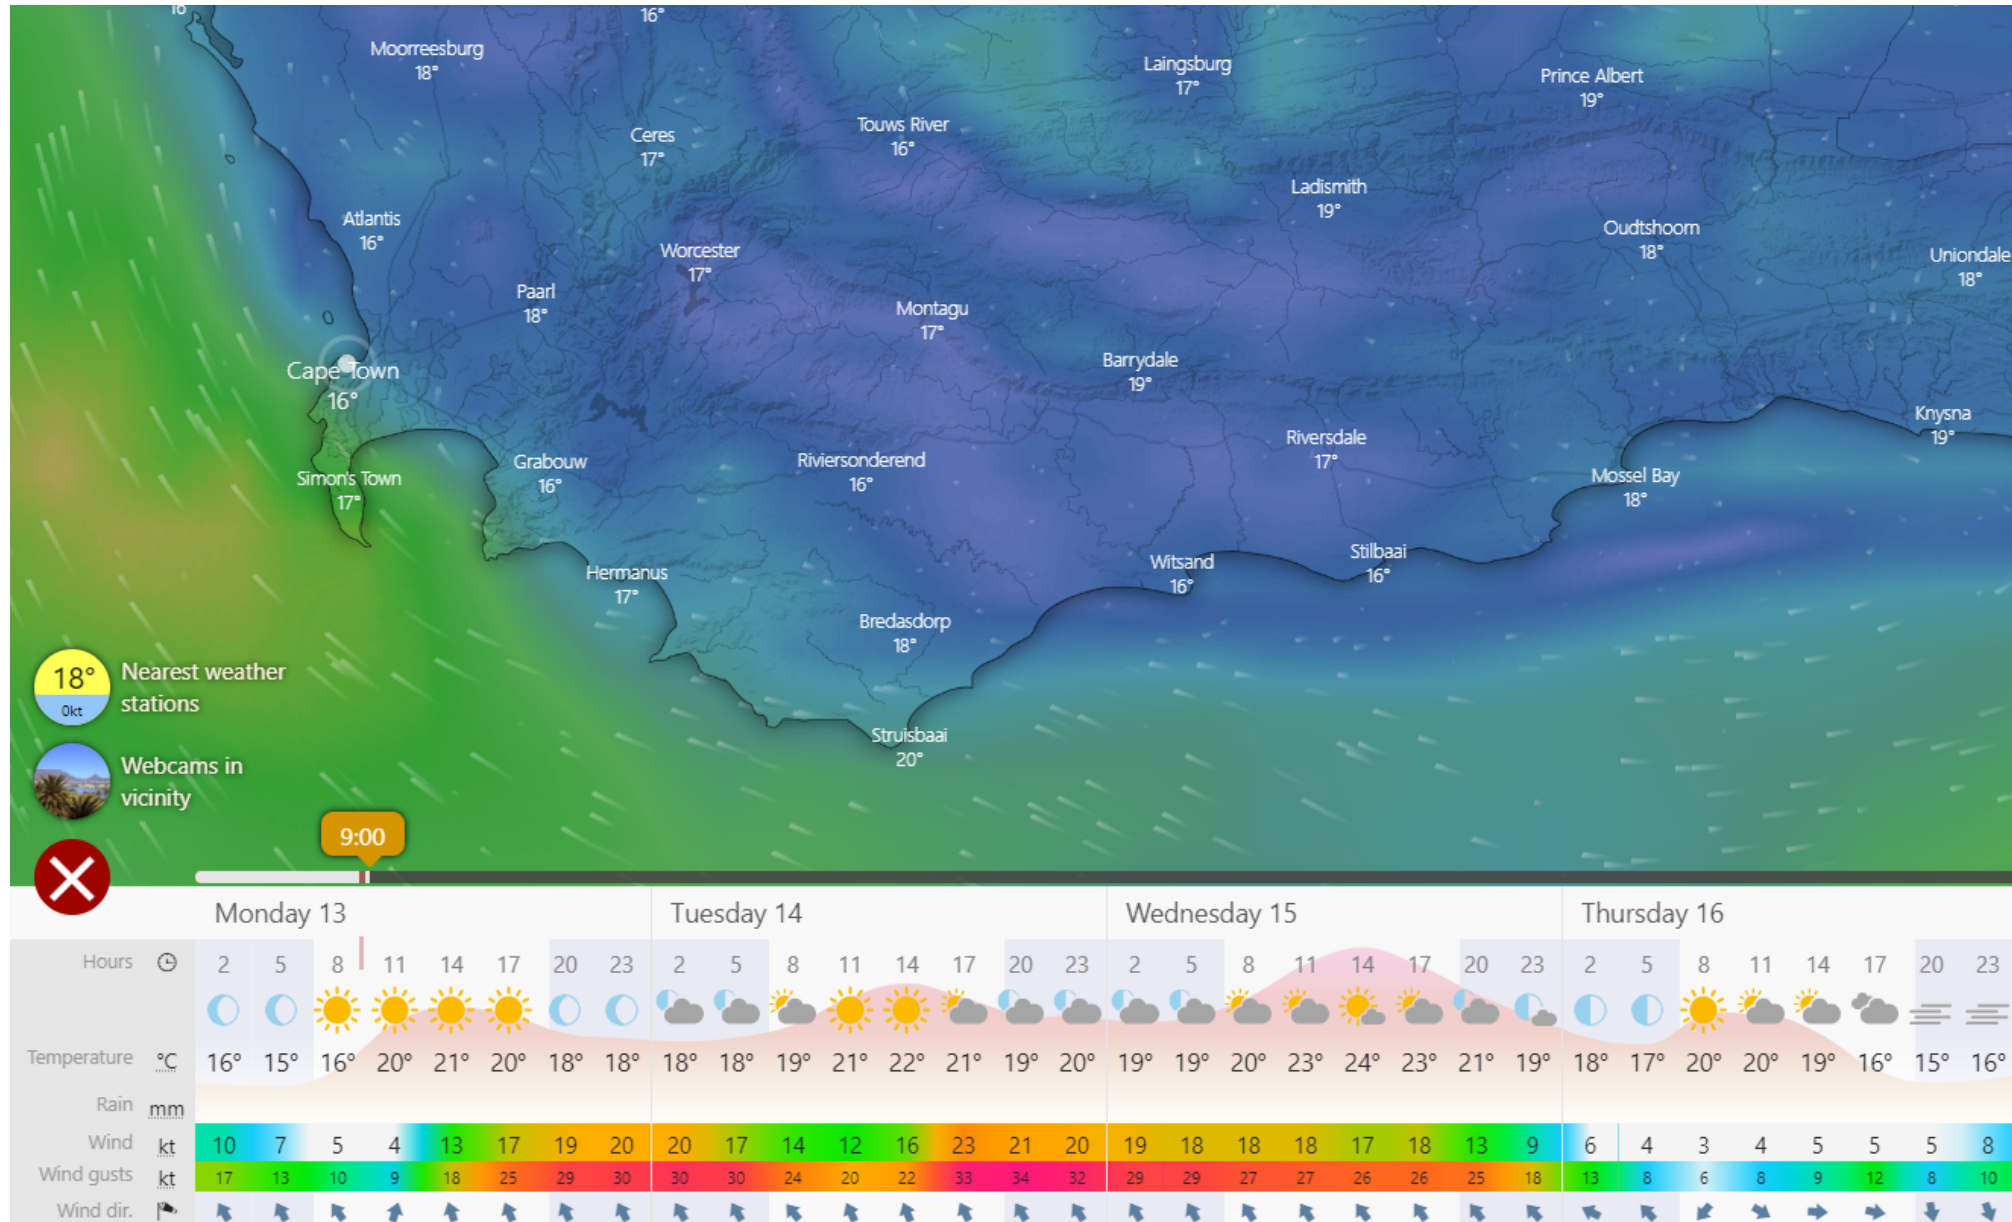 16
16°
Moorreesburg
18°
Laingsburg
17°
Prince Albert
19°
Touws River
16°
Ceres
17°
Ladismith
19°
Atlantis
16°
Oudtshoorn
18°
Worcester
17°
Uniondale
18°
Paarl
18°
Montagu
17°
Barrydale
19°
Cape Town
16°
Knysna
19°
Riversdale
17°
Grabouw
16°
Riviersonderend
16°
Simon's Town
17°
Mossel Bay
18°
Stilbaai
16°
Witsand
16°
Hermanus
17°
Bredasdorp
18°
Struisbaai
20°
18°
0kt
Nearest weather
stations
Webcams in
vicinity
9:00
Monday 13 Tuesday 14 Wednesday 15 Thursday 16
Hours 2 5 8 11 14 17 20 23 2 5 8 11 14 17 20 23 2 5 8 11 14 17 20 23 2 5 8 11 14 17 20 23
Temperature °C 16° 15° 16° 20° 21° 20° 18° 18° 18° 18° 19° 21° 22° 21° 19° 20° 19° 19° 20° 23° 24° 23° 21° 19° 18° 17° 20° 20° 19° 16° 15° 16°
Rain mm
Wind kt 10 7 5 4 13 17 19 20 20 17 14 12 16 23 21 20 19 18 18 18 17 18 13 9 6 4 3 4 5 5 5 8
Wind gusts kt 17 13 10 9 18 25 29 30 30 30 24 20 22 33 34 32 29 29 27 27 26 26 25 18 13 8 6 8 9 12 8 10
Wind dir.